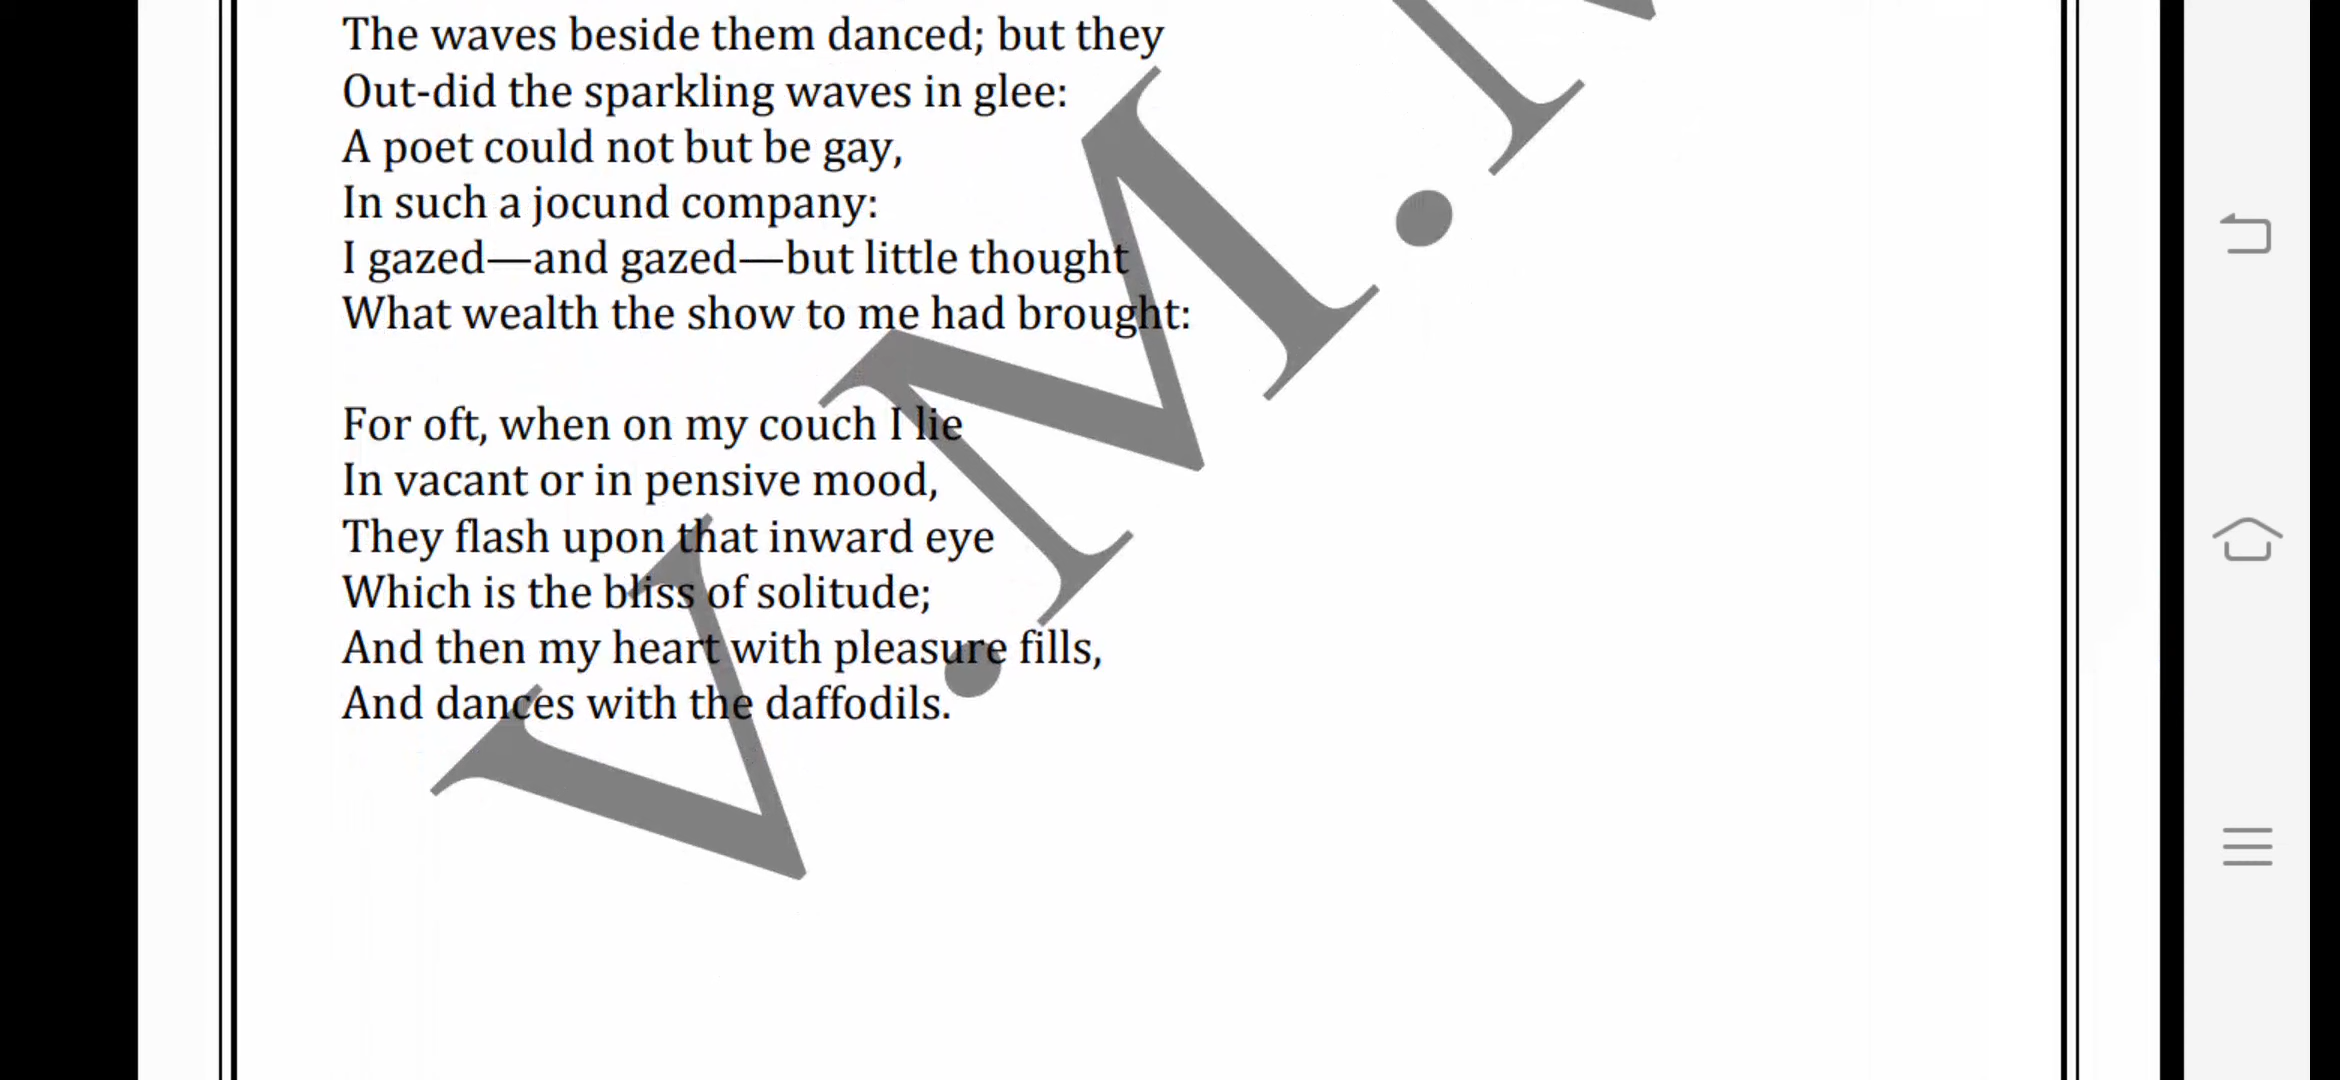 The waves beside them danced; but they
Out-did the sparkling waves in glee:
A poet could not but be gay,
In such a jocund company:
I gazed—and gazed—but little thought
What wealth the show to me had brought:
For oft, when on my couch I lie
In vacant or in pensive mood,
They flash upon that inward eye
Which is the bliss of solitude;
And then my heart with pleasure fills,
And dances with the daffodils.
V.M.